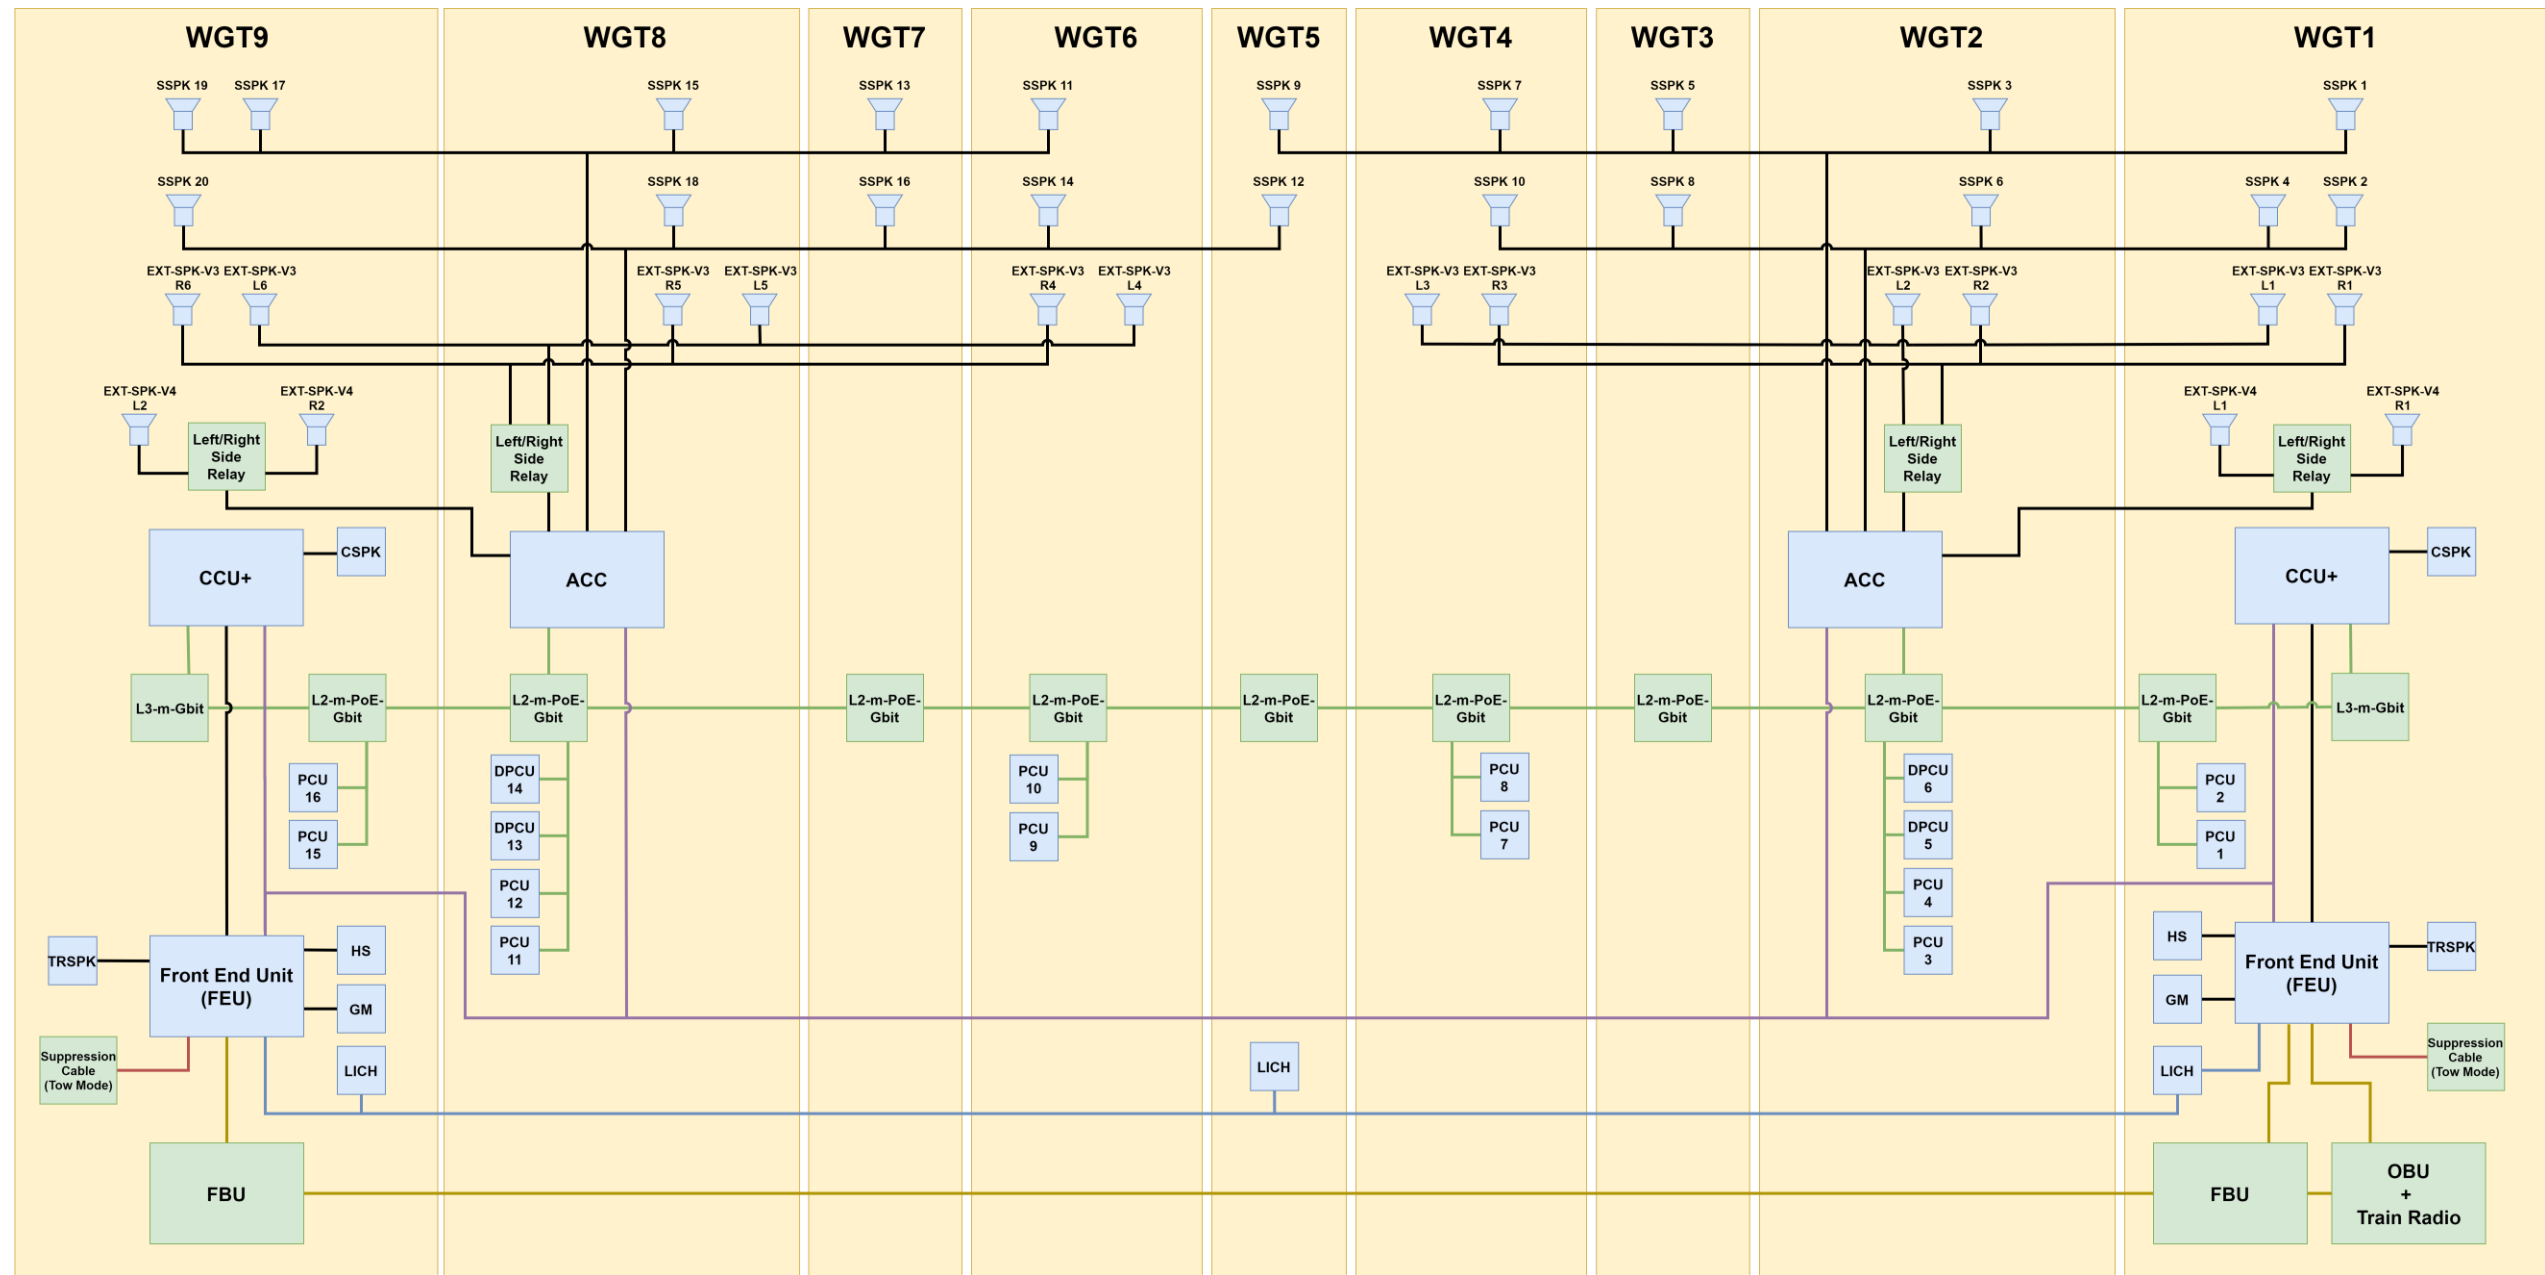 WGT9 WGT8 WGT7 WGT6 WGT5 WGT4 WGT3 WGT2 WGT1
SSPK 19 SSPK 17 SSPK 15 SSPK 13 SSPK 11 SSPK 9 SSPK 7 SSPK 5 SSPK 3 SSPK 1
SSPK 20 SSPK 18 SSPK 16 SSPK 14 SSPK 12 SSPK 10 SSPK 8 SSPK 6 SSPK 4 SSPK 2
EXT-SPK-V3 EXT-SPK-V3 EXT-SPK-V3 EXT-SPK-V3 EXT-SPK-V3 EXT-SPK-V3 EXT-SPK-V3 EXT-SPK-V3 EXT-SPK-V3 EXT-SPK-V3 EXT-SPK-V3 EXT-SPK-V3
R6 L6 R5 L5 R4 L4 L3 R3 L2 R2 L1 R1
EXT-SPK-V4 EXT-SPK-V4 EXT-SPK-V4 EXT-SPK-V4
L2 R2 L1 R1
Left/Right Left/Right Left/Right Left/Right
Side Side Side Side
Relay Relay Relay Relay
CCU+ CSPK ACC ACC CCU+ CSPK
L3-m-Gbit L2-m-PoE- L2-m-PoE- L2-m-PoE- L2-m-PoE- L2-m-PoE- L2-m-PoE- L2-m-PoE- L2-m-PoE- L2-m-PoE- L3-m-Gbit
Gbit Gbit Gbit Gbit Gbit Gbit Gbit Gbit Gbit
PCU DPCU PCU PCU DPCU PCU
16 14 10 8 6 2
PCU DPCU PCU PCU DPCU PCU
15 13 9 7 5 1
PCU PCU
12 4
PCU PCU
11 3
TRSPK Front End Unit HS HS Front End Unit TRSPK
(FEU) GM GM (FEU)
Suppression Suppression
Cable LICH LICH LICH Cable
(Tow Mode) (Tow Mode)
FBU FBU OBU
+
Train Radio